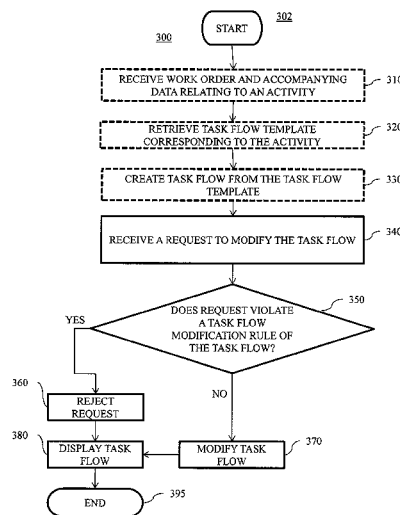 302
START
300
RECEIVE WORK ORDER AND ACCOMPANYING
DATA RELATING TO AN ACTIVITY
310
RETRIEVE TASK FLOW TEMPLATE
CORRESPONDING TO THE ACTIVITY
320
CREATE TASK FLOW FROM THE TASK FLOW
TEMPLATE
330
RECEIVE A REQUEST TO MODIFY THE TASK FLOW
340
350
DOES REQUEST VIOLATE
A TASK FLOW
MODIFICATION RULE OF
THE TASK FLOW?
YES
NO
360
REJECT
REQUEST
380
DISPLAY TASK
FLOW
MODIFY TASK
FLOW
370
END
395